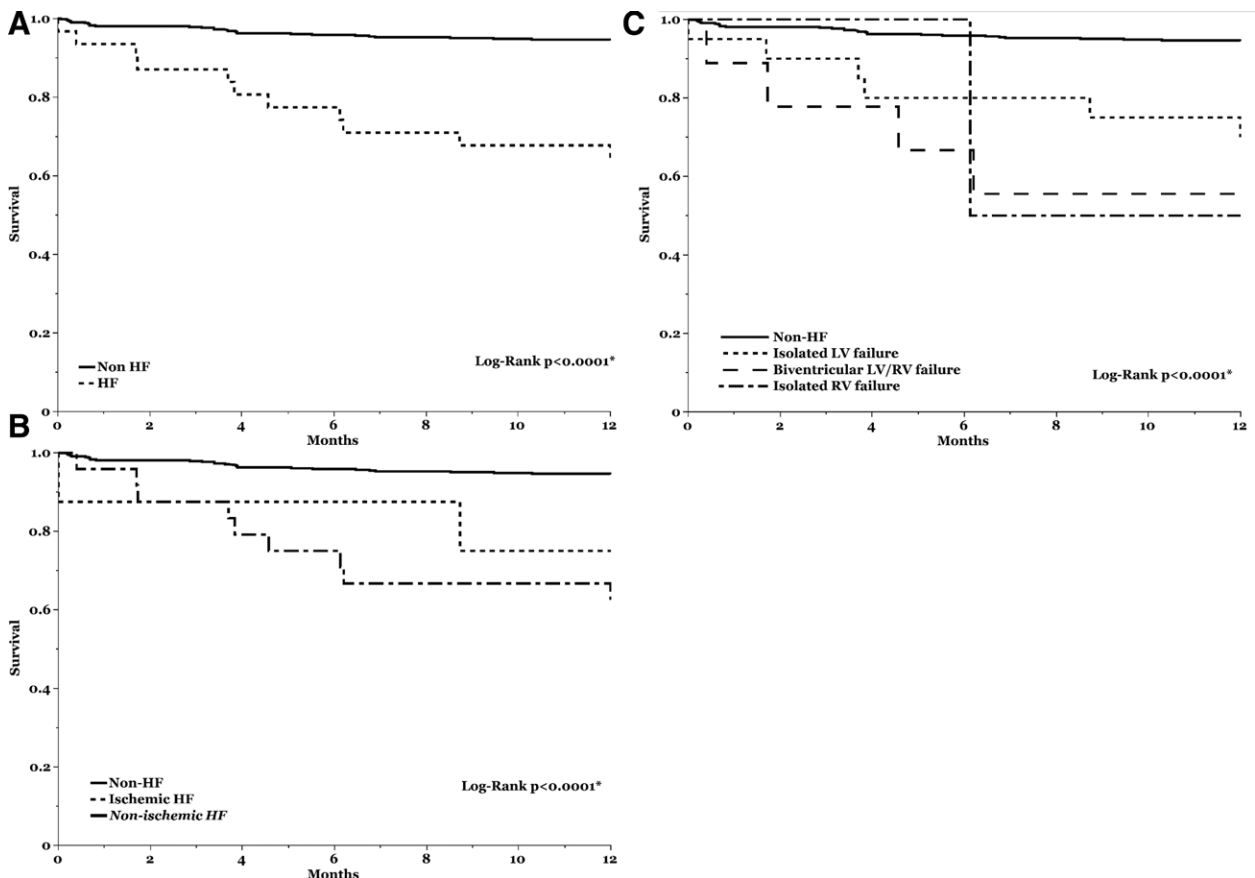 A
1.0
0.8
0.6
0.4
0.2
0
Survival
Non HF
HF
Log-Rank p<0.0001*
0 2 4 6 8 10 12
Months
B
1.0
0.8
0.6
0.4
0.2
0
Survival
Non-HF
Ischemic HF
Non-ischemic HF
Log-Rank p<0.0001*
0 2 4 6 8 10 12
Months
C
1.0
0.8
0.6
0.4
0.2
0
Survival
Non-HF
Isolated LV failure
Biventricular LV/RV failure
Isolated RV failure
Log-Rank p<0.0001*
0 2 4 6 8 10 12
Months